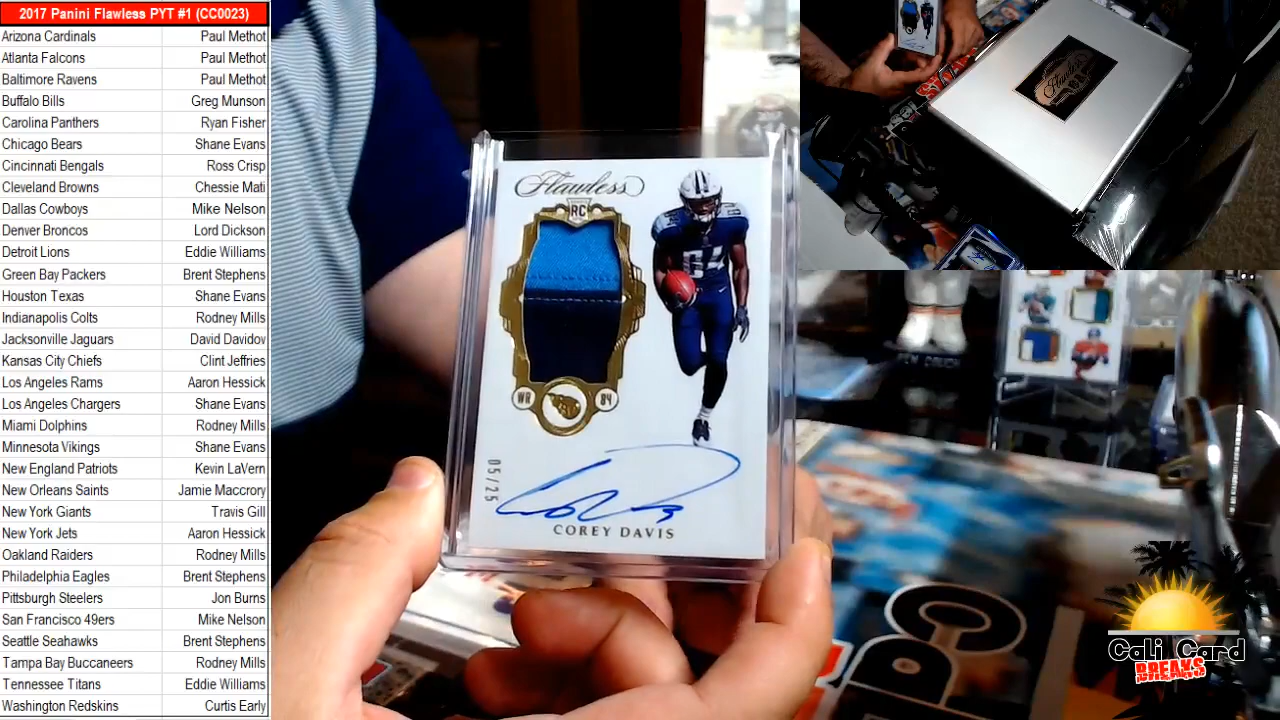 2017 Panini Flawless PYT #1 (CC0023)
Arizona Cardinals Paul Methot
Atlanta Falcons Paul Methot
Baltimore Ravens Paul Methot
Buffalo Bills Greg Munson
Carolina Panthers Ryan Fisher
Chicago Bears Shane Evans
Cincinnati Bengals Ross Crisp
Cleveland Browns Chessie Mati
Dallas Cowboys Mike Nelson
Denver Broncos Lord Dickson
Detroit Lions Eddie Williams
Green Bay Packers Brent Stephens
Houston Texas Shane Evans
Indianapolis Colts Rodney Mills
Jacksonville Jaguars David Davidov
Kansas City Chiefs Clint Jeffries
Los Angeles Rams Aaron Hessick
Los Angeles Chargers Shane Evans
Miami Dolphins Rodney Mills
Minnesota Vikings Shane Evans
New England Patriots Kevin LaVern
New Orleans Saints Jamie Maccrony
New York Giants Travis Gill
New York Jets Aaron Hessick
Oakland Raiders Rodney Mills
Philadelphia Eagles Brent Stephens
Pittsburgh Steelers Jon Burns
San Francisco 49ers Mike Nelson
Seattle Seahawks Brent Stephens
Tampa Bay Buccaneers Rodney Mills
Tennessee Titans Eddie Williams
Washington Redskins Curtis Early
Flawless
RC
84
WR 84
05/25
COREY DAVIS
Flawless
Cali Card
BREAKS